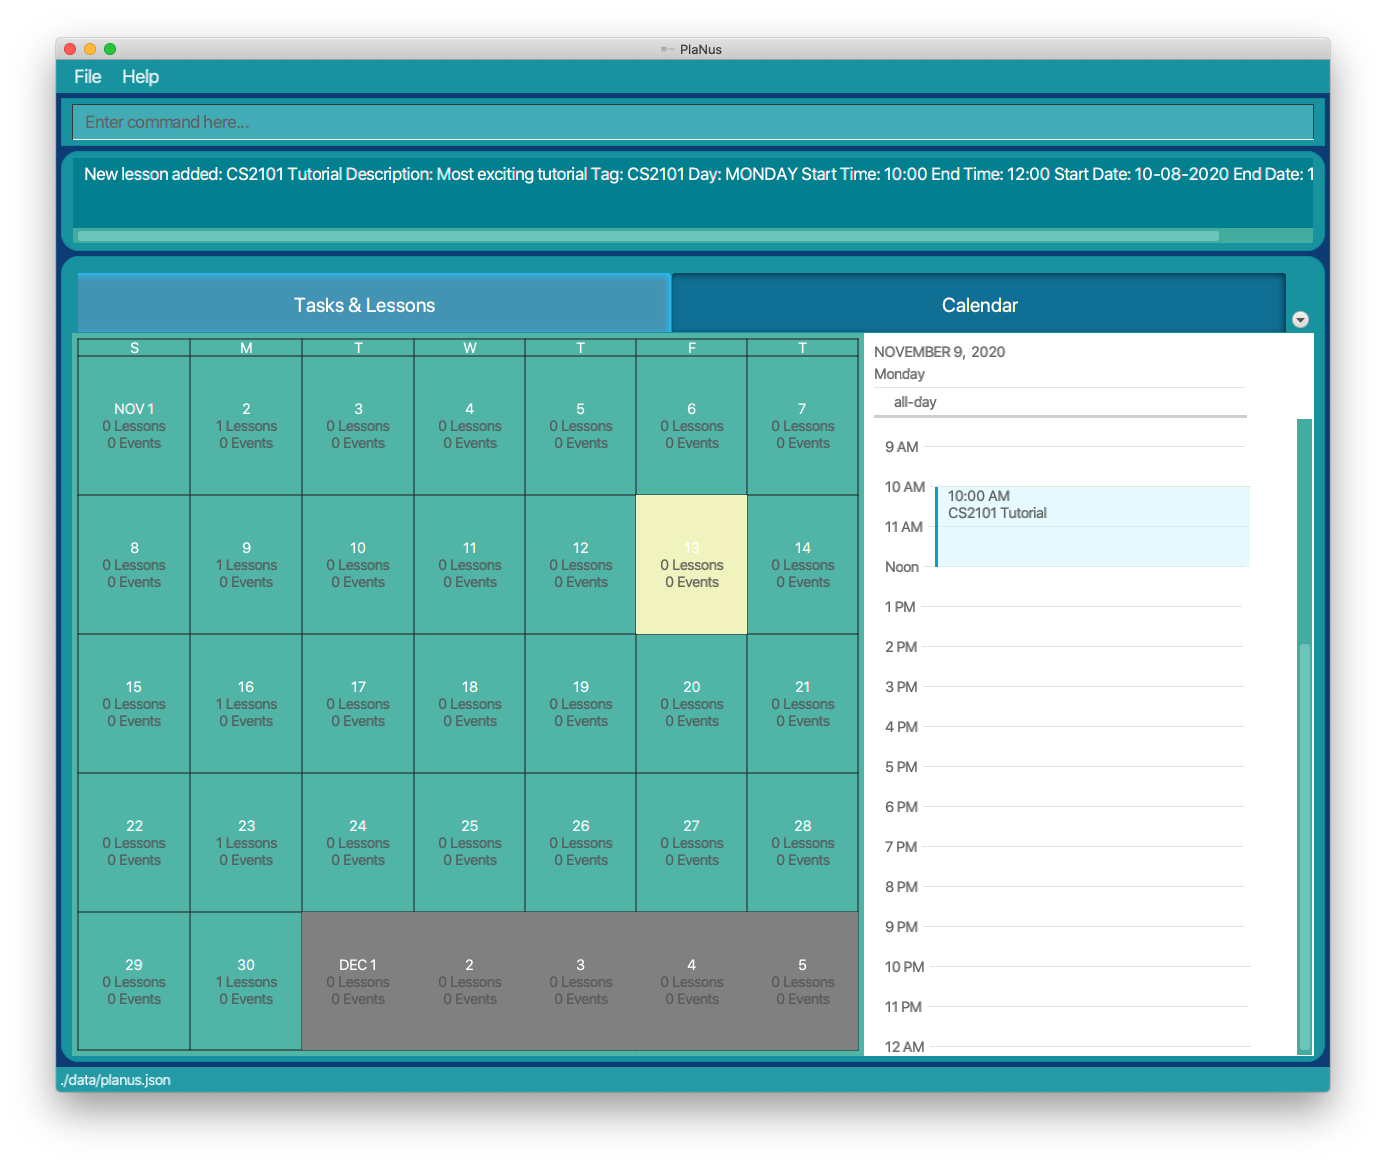 PlaNus
File Help
Enter command here...
New lesson added: CS2101 Tutorial Description: Most exciting tutorial Tag: CS2101 Day: MONDAY Start Time: 10:00 End Time: 12:00 Start Date: 10-08-2020 End Date: 1
Tasks & Lessons
Calendar
S M T W T F T
NOV 1 2 3 4 5 6 7
0 Lessons 1 Lessons 0 Lessons 0 Lessons 0 Lessons 0 Lessons 0 Lessons
0 Events 0 Events 0 Events 0 Events 0 Events 0 Events 0 Events
8 9 10 11 12 13 14
0 Lessons 1 Lessons 0 Lessons 0 Lessons 0 Lessons 0 Lessons 0 Lessons
0 Events 0 Events 0 Events 0 Events 0 Events 0 Events 0 Events
15 16 17 18 19 20 21
0 Lessons 1 Lessons 0 Lessons 0 Lessons 0 Lessons 0 Lessons 0 Lessons
0 Events 0 Events 0 Events 0 Events 0 Events 0 Events 0 Events
22 23 24 25 26 27 28
0 Lessons 1 Lessons 0 Lessons 0 Lessons 0 Lessons 0 Lessons 0 Lessons
0 Events 0 Events 0 Events 0 Events 0 Events 0 Events 0 Events
29 30 DEC 1 2 3 4 5
0 Lessons 1 Lessons 0 Lessons 0 Lessons 0 Lessons 0 Lessons 0 Lessons
0 Events 0 Events 0 Events 0 Events 0 Events 0 Events 0 Events
NOVEMBER 9, 2020
Monday
all-day
9 AM
10 AM
10:00 AM
CS2101 Tutorial
11 AM
Noon
1 PM
2 PM
3 PM
4 PM
5 PM
6 PM
7 PM
8 PM
9 PM
10 PM
11 PM
12 AM
./data/planus.json